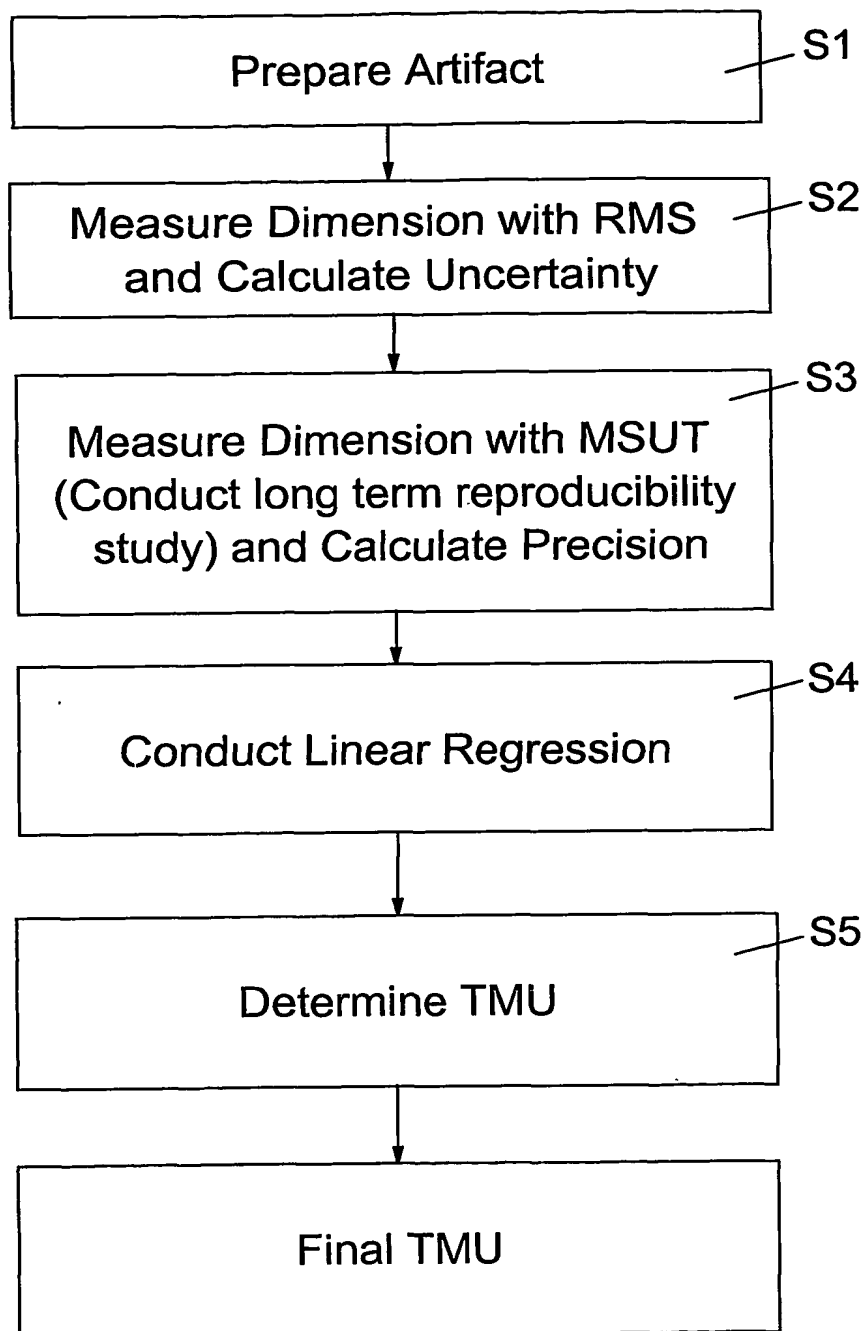 Prepare Artifact
S1
Measure Dimension with RMS
and Calculate Uncertainty
S2
Measure Dimension with MSUT
(Conduct long term reproducibility
study) and Calculate Precision
S3
Conduct Linear Regression
S4
Determine TMU
S5
Final TMU